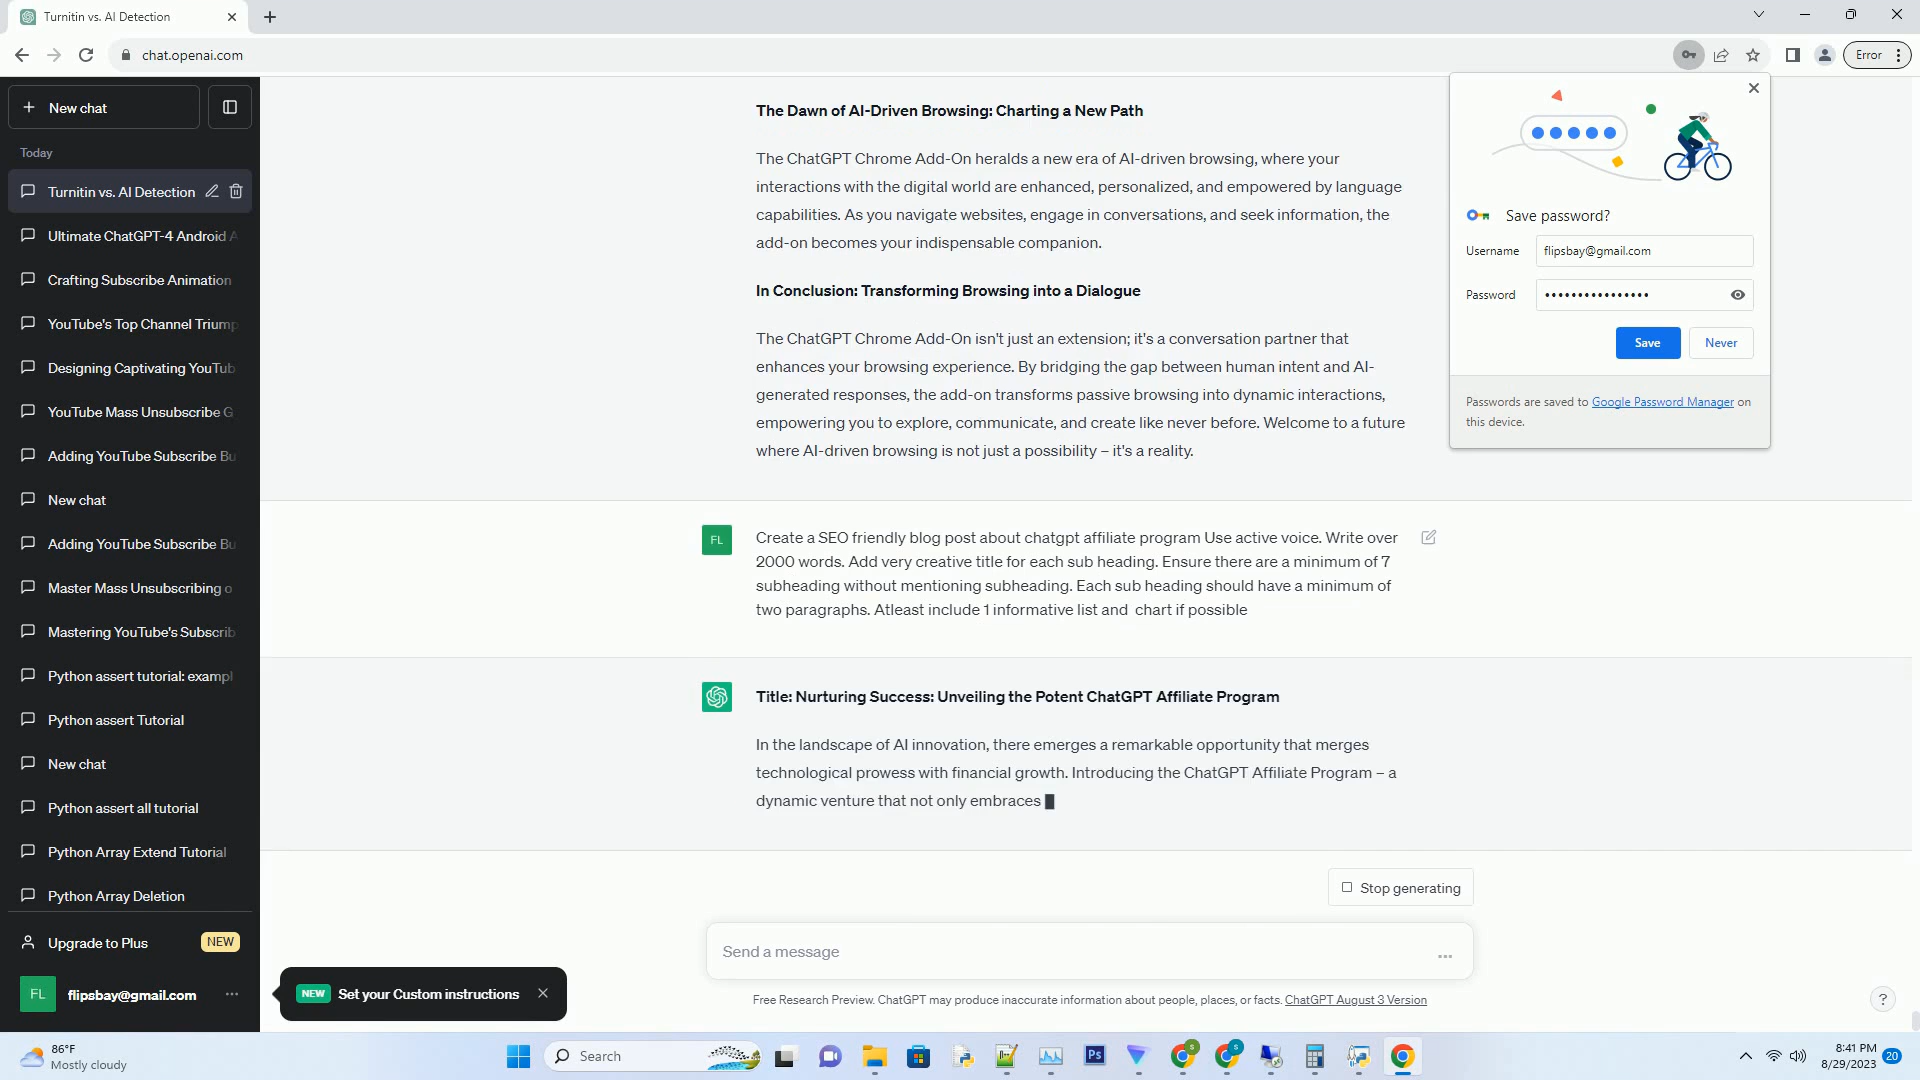 Turnitin vs. AI Detection
chat.openai.com
Error
New chat
Today
Turnitin vs. AI Detection
Ultimate ChatGPT-4 Android A
Crafting Subscribe Animation
YouTube's Top Channel Trium
Designing Captivating YouTub
YouTube Mass Unsubscribe G
Adding YouTube Subscribe Bu
New chat
Adding YouTube Subscribe Bu
Master Mass Unsubscribing o
Mastering YouTube's Subscrib
Python assert tutorial: exampl
Python assert Tutorial
New chat
Python assert all tutorial
Python Array Extend Tutorial
Python Array Deletion
Upgrade to Plus NEW
FL flipsbay@gmail.com
The Dawn of AI-Driven Browsing: Charting a New Path
The ChatGPT Chrome Add-On heralds a new era of AI-driven browsing, where your
interactions with the digital world are enhanced, personalized, and empowered by language
capabilities. As you navigate websites, engage in conversations, and seek information, the
add-on becomes your indispensable companion.
In Conclusion: Transforming Browsing into a Dialogue
The ChatGPT Chrome Add-On isn't just an extension; it's a conversation partner that
enhances your browsing experience. By bridging the gap between human intent and AI-
generated responses, the add-on transforms passive browsing into dynamic interactions,
empowering you to explore, communicate, and create like never before. Welcome to a future
where AI-driven browsing is not just a possibility – it's a reality.
FL
Create a SEO friendly blog post about chatgpt affiliate program Use active voice. Write over
2000 words. Add very creative title for each sub heading. Ensure there are a minimum of 7
subheading without mentioning subheading. Each sub heading should have a minimum of
two paragraphs. Atleast include 1 informative list and chart if possible
Title: Nurturing Success: Unveiling the Potent ChatGPT Affiliate Program
In the landscape of AI innovation, there emerges a remarkable opportunity that merges
technological prowess with financial growth. Introducing the ChatGPT Affiliate Program – a
dynamic venture that not only embraces
Stop generating
Send a message
NEW Set your Custom instructions
Free Research Preview. ChatGPT may produce inaccurate information about people, places, or facts. ChatGPT August 3 Version
?
Save password?
Username flipsbay@gmail.com
Password ••••••••••••••••
Save Never
Passwords are saved to Google Password Manager on
this device.
86°F
Mostly cloudy
Search
Ps
S
S
8:41 PM
8/29/2023
20